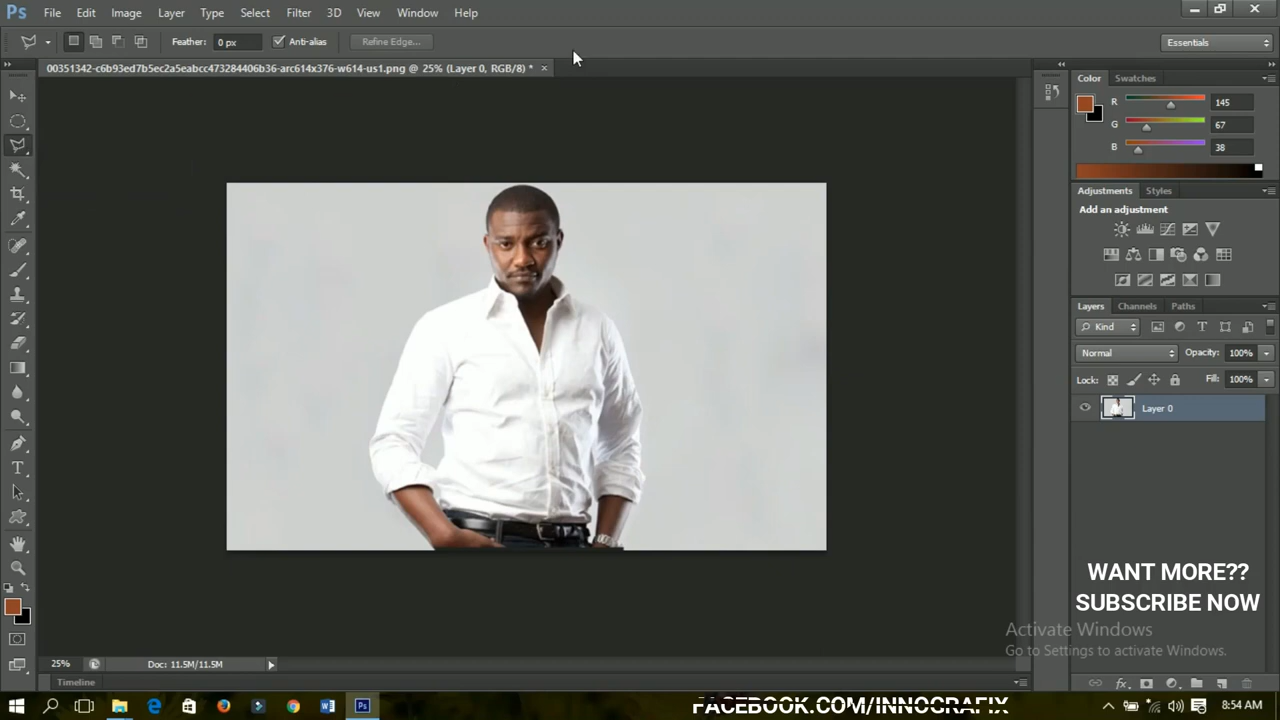 Ps File Edit Image Layer Type Select Filter 3D View Window Help
Feather: 0 px Anti-alias Refine Edge... Essentials
00351342-c6b93ed7b5ec2a5eabcc473284406b36-arc614x376-w614-us1.png @ 25% (Layer 0, RGB/8) *
Color Swatches
R 145
G 67
B 38
Adjustments Styles
Add an adjustment
Layers Channels Paths
Kind
Normal Opacity: 100%
Lock: Fill: 100%
Layer 0
WANT MORE??
SUBSCRIBE NOW
Activate Windows
Go to Settings to activate Windows.
25% Doc: 11.5M/11.5M
Timeline
FACEBOOK.COM/INNOCRAFIX
8:54 AM